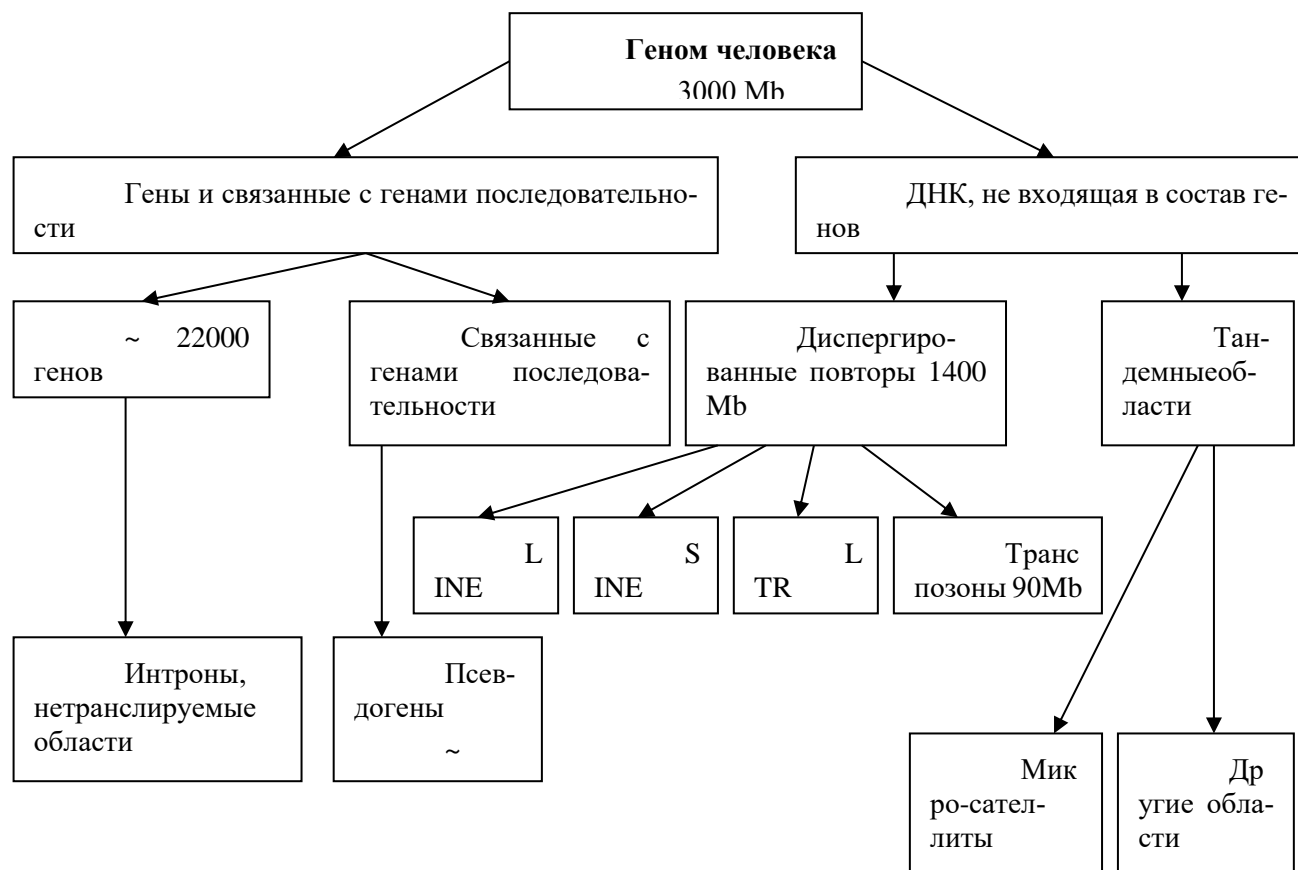 Геном человека
3000 Mb
Гены и связанные с генами последовательно-
сти
ДНК, не входящая в состав ге-
нов
~ 22000
генов
Связанные с
генами последова-
тельности
Диспергиро-
ванные повторы 1400
Mb
Тан-
демныеоб-
ласти
L
INE
S
INE
L
TR
Транс
позоны 90Mb
Интроны,
нетранслируемые
области
Псев-
догены
~
Мик
ро-сател-
литы
Др
угие обла-
сти